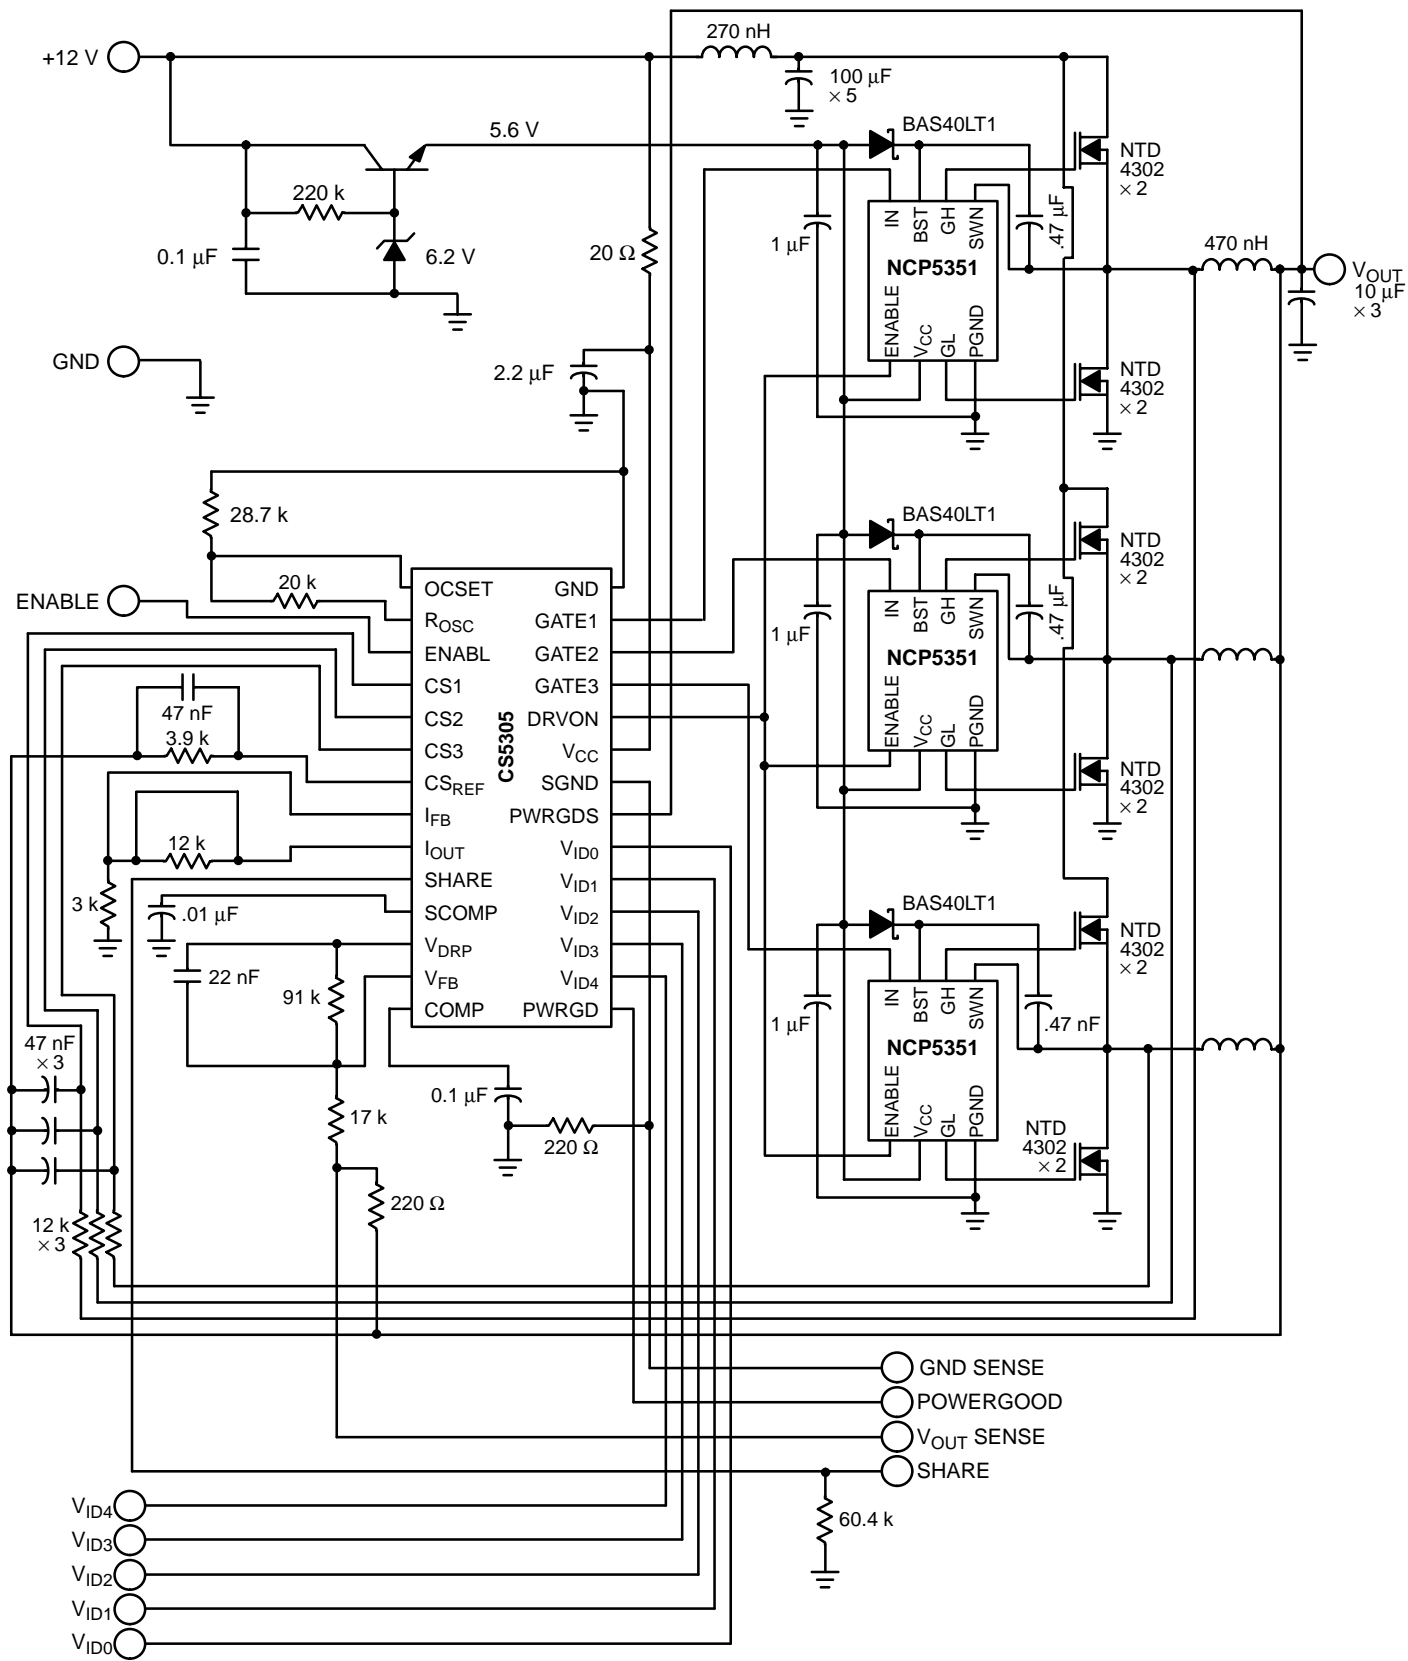 270 nH
+12 V
100 µF
× 5
BAS40LT1
5.6 V
NTD
4302
× 2
220 k
IN
BST
GH
SWN
.47 µF
1 µF
470 nH
0.1 µF
6.2 V
20 Ω
NCP5351
VOUT
10 µF
× 3
ENABLE
VCC
GL
PGND
GND
2.2 µF
NTD
4302
× 2
28.7 k
BAS40LT1
NTD
4302
× 2
20 k
ENABLE
OCSET
GND
IN
BST
GH
SWN
.47 µF
1 µF
ROSC
GATE1
ENABL
GATE2
NCP5351
CS1
GATE3
47 nF
CS2
DRVON
ENABLE
VCC
GL
PGND
3.9 k
CS3
CS5305
VCC
CSREF
SGND
NTD
4302
× 2
IFB
PWRGDS
12 k
IOUT
VID0
SHARE
VID1
BAS40LT1
3 k
.01 µF
SCOMP
VID2
NTD
4302
× 2
VDRP
VID3
22 nF
VFB
VID4
91 k
COMP
PWRGD
IN
BST
GH
SWN
1 µF
.47 nF
47 nF
× 3
NCP5351
0.1 µF
ENABLE
VCC
GL
PGND
17 k
220 Ω
NTD
4302
× 2
220 Ω
12 k
× 3
GND SENSE
POWERGOOD
VOUT SENSE
SHARE
VID4
60.4 k
VID3
VID2
VID1
VID0